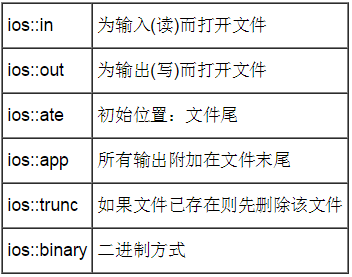 ios::in 为输入(读)而打开文件
ios::out 为输出(写)而打开文件
ios::ate 初始位置：文件尾
ios::app 所有输出附加在文件末尾
ios::trunc 如果文件已存在则先删除该文件
ios::binary 二进制方式